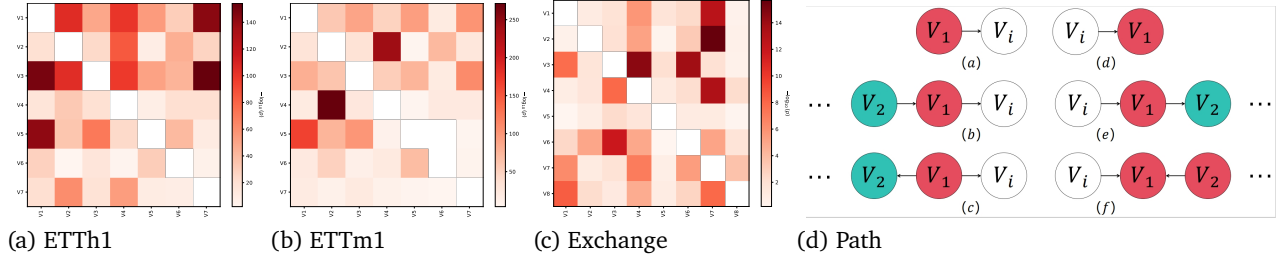 V1
V2
V3
V4
V5
V6
V7
V1 V2 V3 V4 V5 V6 V7
140
120
100
80
60
40
20
-log₁₀(p)
(a) ETTh1
V1
V2
V3
V4
V5
V6
V7
V1 V2 V3 V4 V5 V6 V7
250
200
150
100
50
-log₁₀(p)
(b) ETTm1
V1
V2
V3
V4
V5
V6
V7
V8
V1 V2 V3 V4 V5 V6 V7 V8
14
12
10
8
6
4
2
(c) Exchange
V₁ Vᵢ
(a)
Vᵢ V₁
(d)
... V₂ V₁ Vᵢ
(b)
Vᵢ V₁ V₂ ...
(e)
... V₂ V₁ Vᵢ
(c)
Vᵢ V₁ V₂ ...
(f)
(d) Path